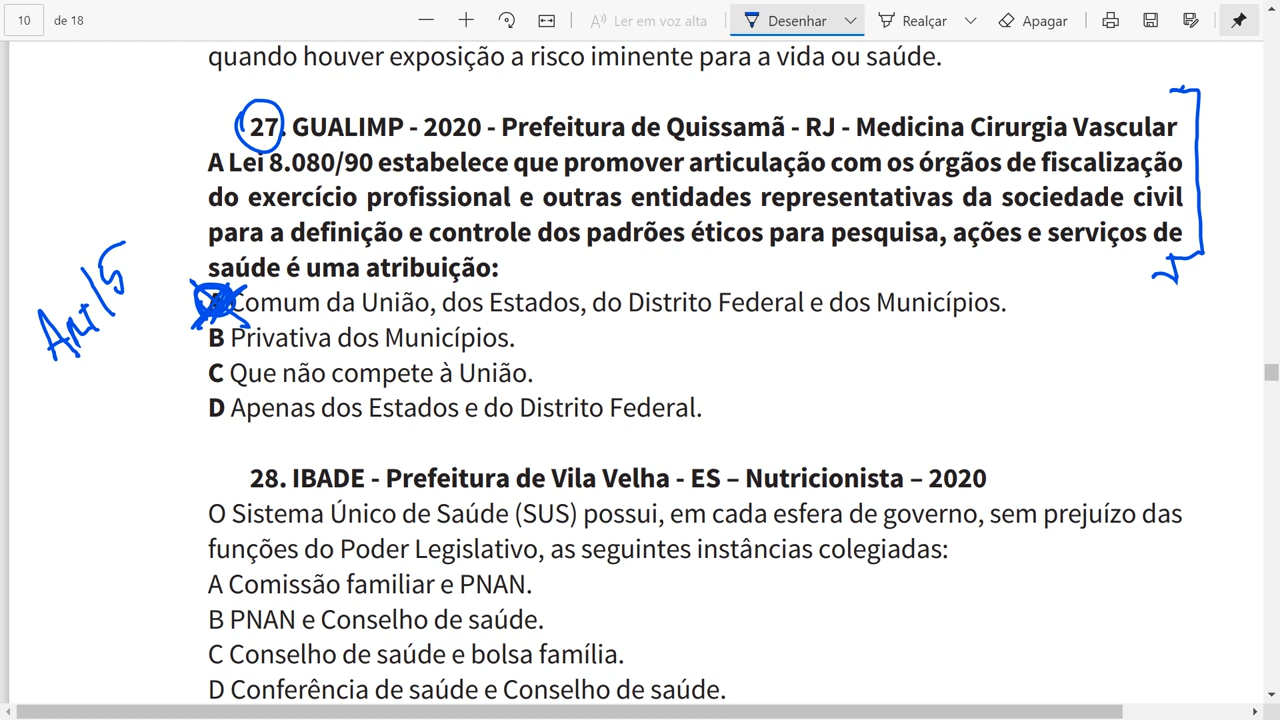 10 de 18 Ler em voz alta Desenhar Realçar Apagar
quando houver exposição a risco iminente para a vida ou saúde.
27. GUALIMP - 2020 - Prefeitura de Quissamã - RJ - Medicina Cirurgia Vascular
A Lei 8.080/90 estabelece que promover articulação com os órgãos de fiscalização
do exercício profissional e outras entidades representativas da sociedade civil
para a definição e controle dos padrões éticos para pesquisa, ações e serviços de
saúde é uma atribuição:
Art 15
A Comum da União, dos Estados, do Distrito Federal e dos Municípios.
B Privativa dos Municípios.
C Que não compete à União.
D Apenas dos Estados e do Distrito Federal.
28. IBADE - Prefeitura de Vila Velha - ES – Nutricionista – 2020
O Sistema Único de Saúde (SUS) possui, em cada esfera de governo, sem prejuízo das
funções do Poder Legislativo, as seguintes instâncias colegiadas:
A Comissão familiar e PNAN.
B PNAN e Conselho de saúde.
C Conselho de saúde e bolsa família.
D Conferência de saúde e Conselho de saúde.